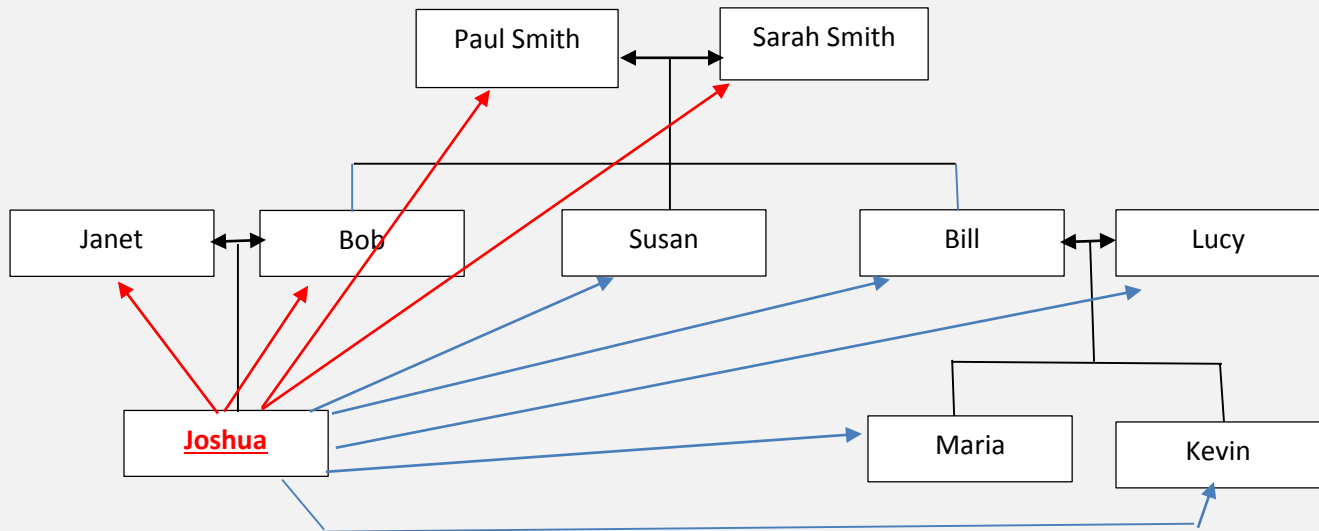 Paul Smith
Sarah Smith
Janet
Bob
Susan
Bill
Lucy
Joshua
Maria
Kevin